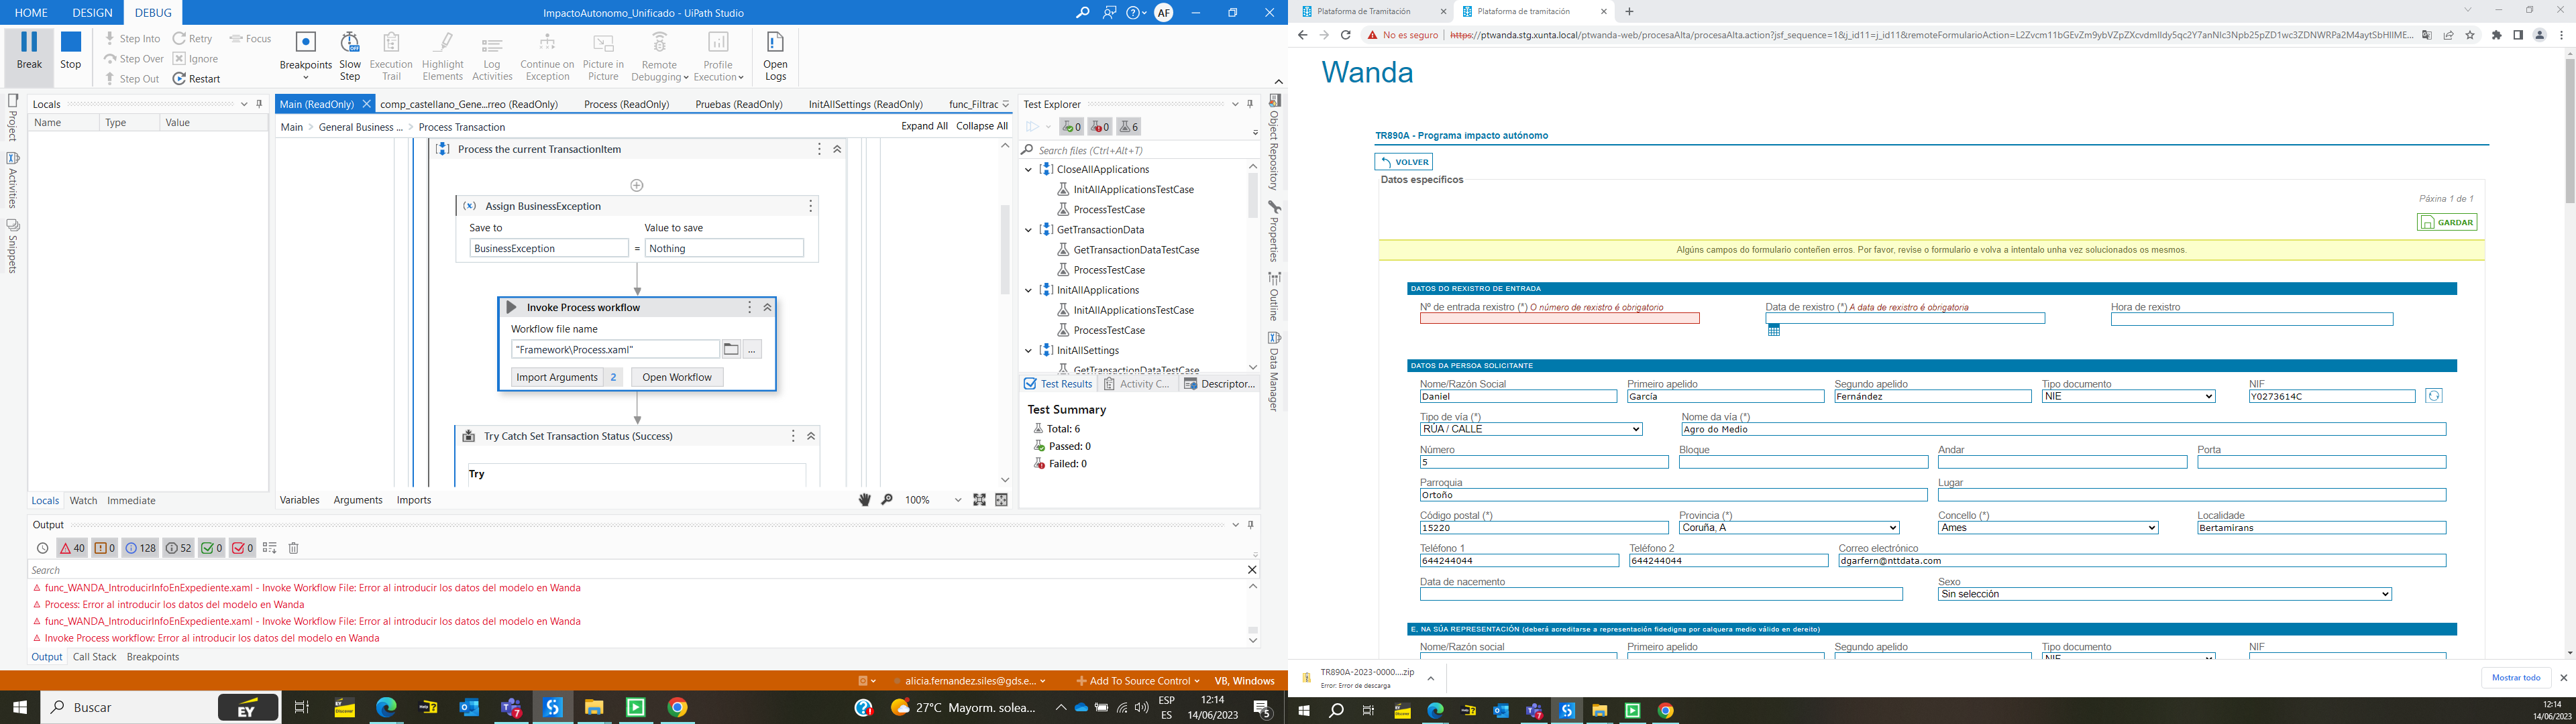 HOME DESIGN DEBUG
ImpactoAutonomo_Unificado - UiPath Studio
AF
Break
Stop
Step Into
Step Over
Step Out
Retry
Ignore
Restart
Focus
Breakpoints
Slow Step
Execution Trail
Highlight Elements
Log Activities
Continue on Exception
Picture in Picture
Remote Debugging
Profile Execution
Open Logs
Project
Activities
Snippets
Locals
Name Type Value
Locals Watch Immediate
Main (ReadOnly) comp_castellano_Gene...rreo (ReadOnly) Process (ReadOnly) Pruebas (ReadOnly) InitAllSettings (ReadOnly) func_Filtrac
Main > General Business ... > Process Transaction
Expand All Collapse All
Process the current TransactionItem
Assign BusinessException
Save to Value to save
BusinessException = Nothing
Invoke Process workflow
Workflow file name
"Framework\Process.xaml"
...
Import Arguments 2 Open Workflow
Try Catch Set Transaction Status (Success)
Try
Variables Arguments Imports
100%
Test Explorer
0 0 6
Search files (Ctrl+Alt+T)
CloseAllApplications
InitAllApplicationsTestCase
ProcessTestCase
GetTransactionData
GetTransactionDataTestCase
ProcessTestCase
InitAllApplications
InitAllApplicationsTestCase
ProcessTestCase
InitAllSettings
GetTransactionDataTestCase
Test Results Activity C... Descriptor...
Test Summary
Total: 6
Passed: 0
Failed: 0
Object Repository
Properties
Outline
Data Manager
Output
40 0 128 52 0 0
Search
func_WANDA_IntroducirInfoEnExpediente.xaml - Invoke Workflow File: Error al introducir los datos del modelo en Wanda
Process: Error al introducir los datos del modelo en Wanda
func_WANDA_IntroducirInfoEnExpediente.xaml - Invoke Workflow File: Error al introducir los datos del modelo en Wanda
Invoke Process workflow: Error al introducir los datos del modelo en Wanda
Output Call Stack Breakpoints
alicia.fernandez.siles@gds.e...
Add To Source Control
VB, Windows
Buscar
EY
27°C Mayorm. solea...
ESP
ES
12:14
14/06/2023
5
Plataforma de Tramitación
Plataforma de tramitación
No es seguro
Wanda
TR890A - Programa impacto autónomo
VOLVER
Datos específicos
Páxina 1 de 1
GARDAR
Algúns campos do formulario conteñen erros. Por favor, revise o formulario e volva a intentalo unha vez solucionados os mesmos.
DATOS DO REXISTRO DE ENTRADA
Nº de entrada rexistro (*) O número de rexistro é obrigatorio
Data de rexistro (*) A data de rexistro é obrigatoria
Hora de rexistro
DATOS DA PERSOA SOLICITANTE
Nome/Razón Social Primeiro apelido Segundo apelido Tipo documento NIF
Daniel García Fernández NIE Y0273614C
Tipo de vía (*) Nome da vía (*)
RÚA / CALLE Agro do Medio
Número Bloque Andar Porta
5
Parroquia Lugar
Ortoño
Código postal (*) Provincia (*) Concello (*) Localidade
15220 Coruña, A Ames Bertamirans
Teléfono 1 Teléfono 2 Correo electrónico
644244044 644244044 dgarfern@nttdata.com
Data de nacemento Sexo
Sin selección
E, NA SÚA REPRESENTACIÓN (deberá acreditarse a representación fidedigna por calquera medio válido en dereito)
Nome/Razón social Primeiro apelido Segundo apelido Tipo documento NIF
NIF
TR890A-2023-0000....zip
Error: Error de descarga
Mostrar todo
12:14
14/06/2023